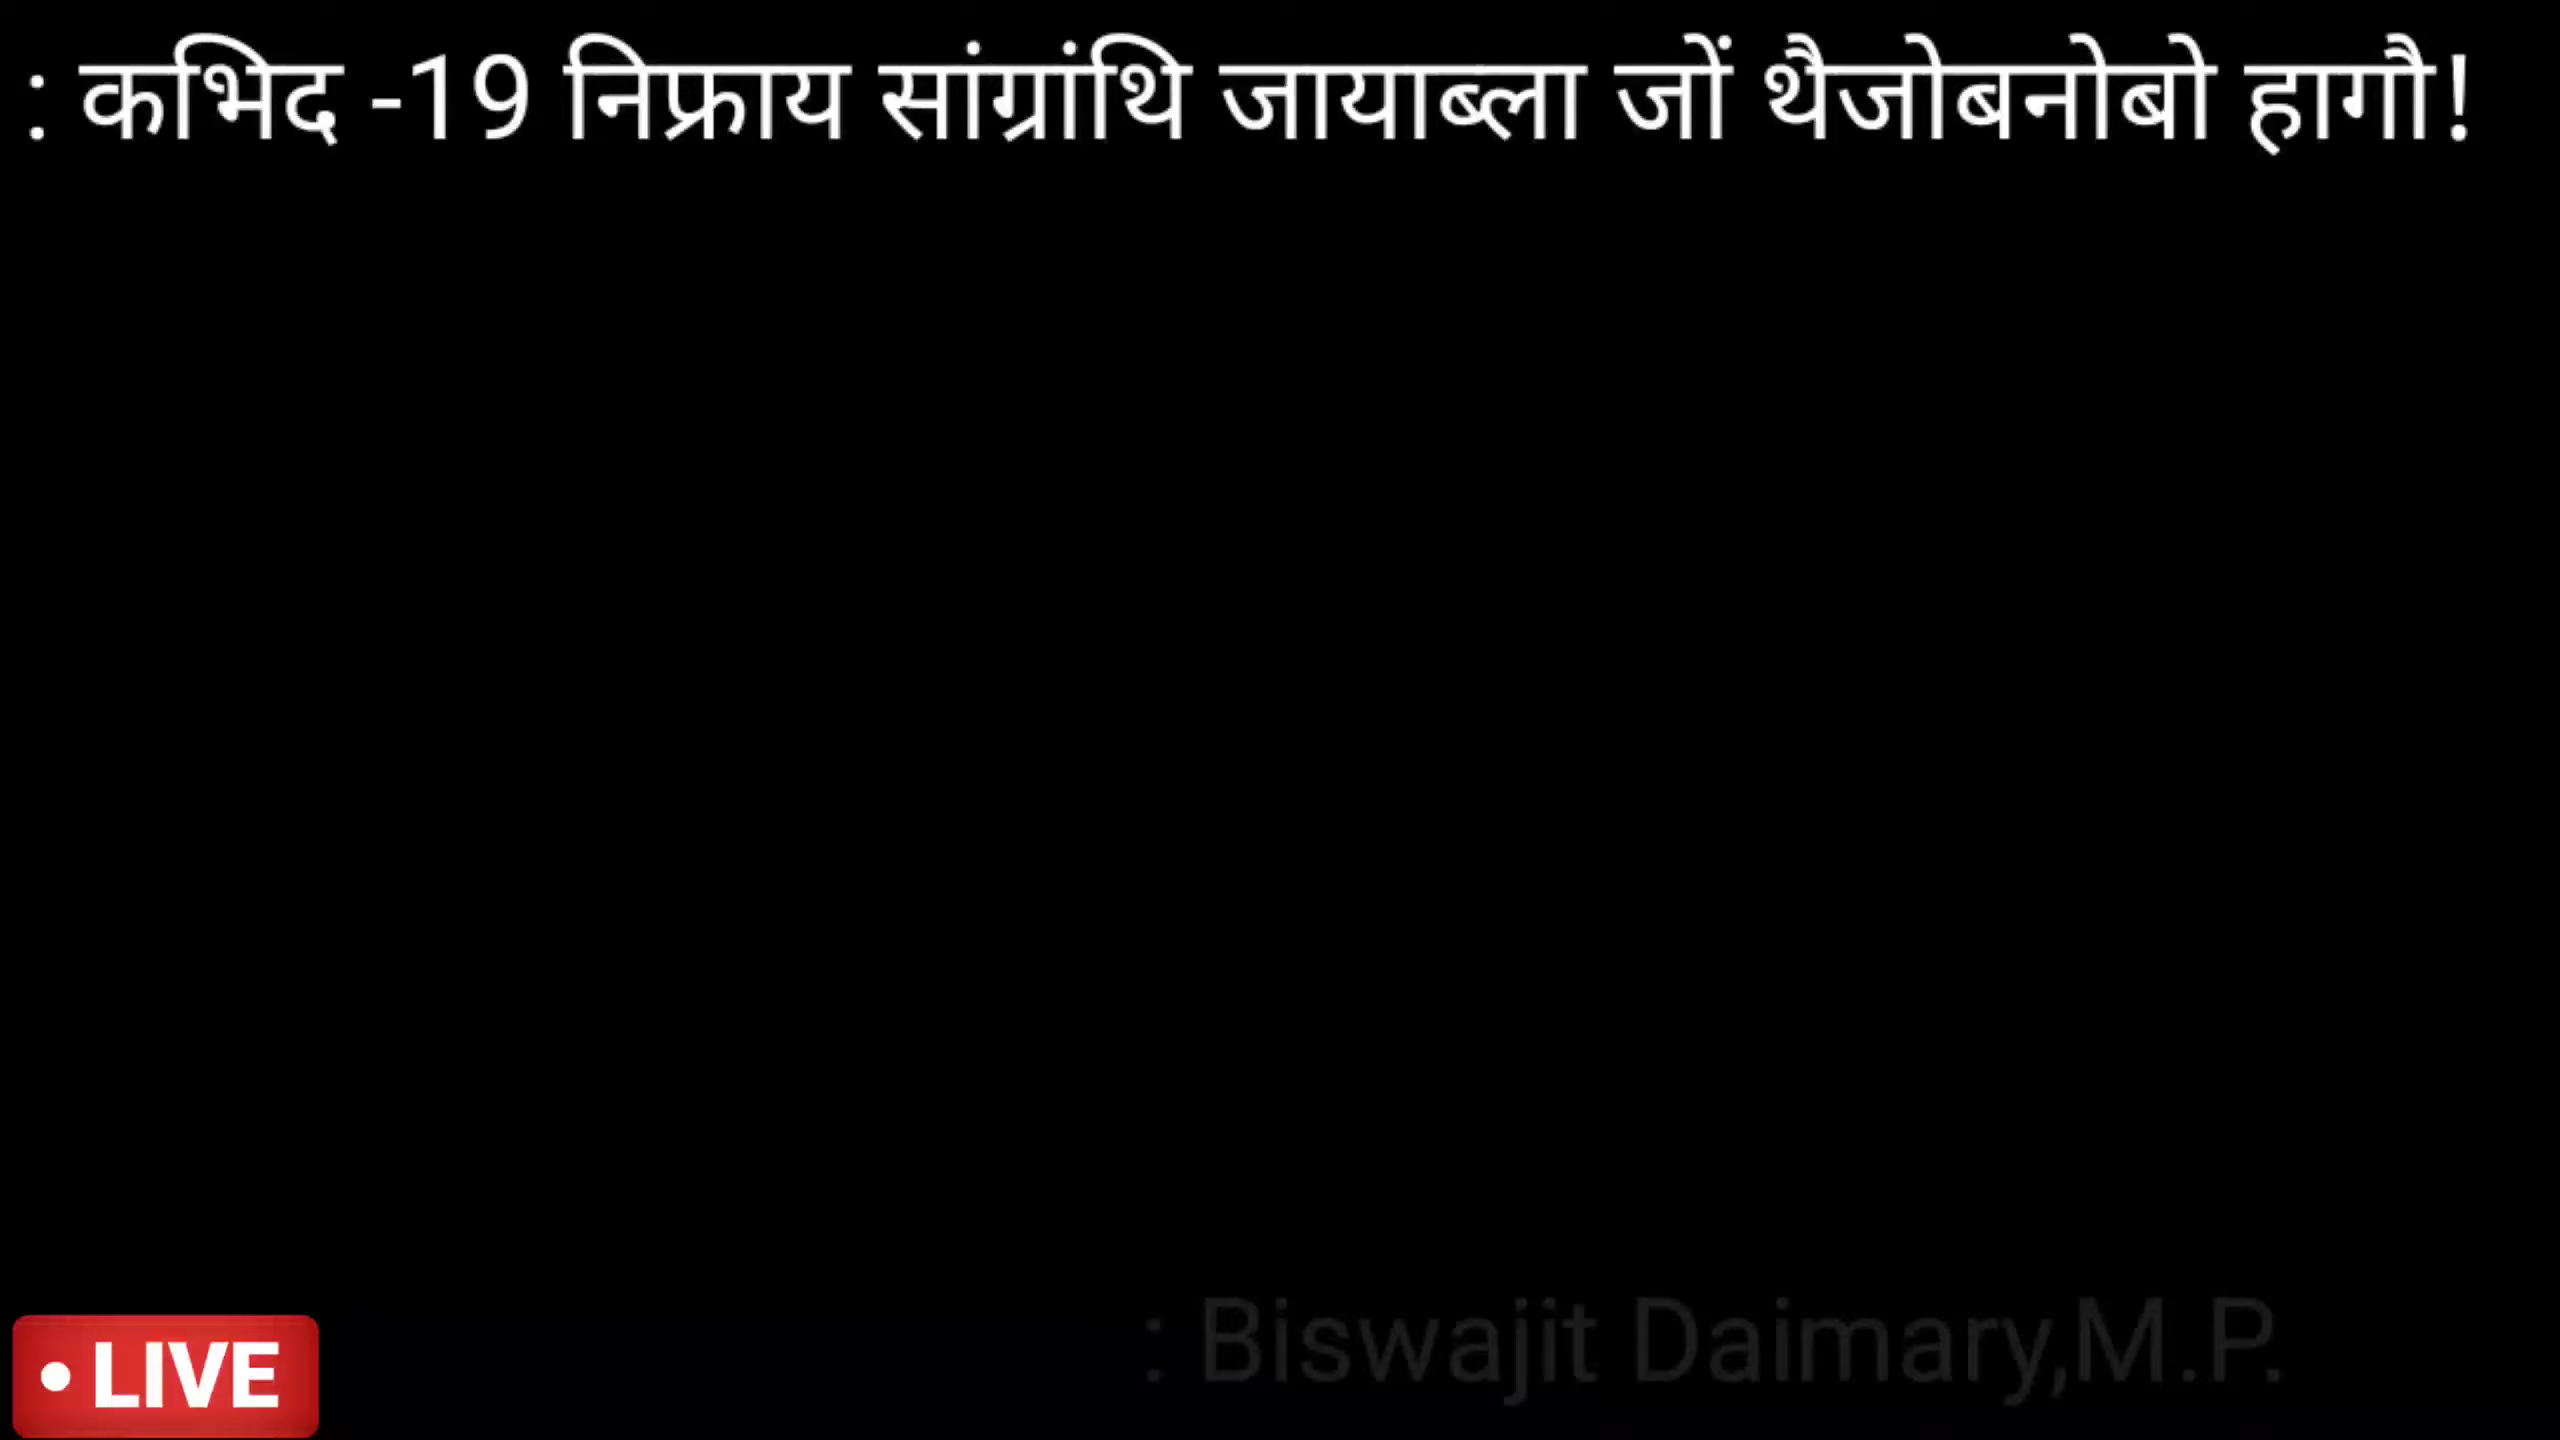 : कभिद -19 निफ्राय सांग्रांथि जायाब्ला जों थैजोबनोबो हागौ!
: Biswajit Daimary,M.P.
• LIVE